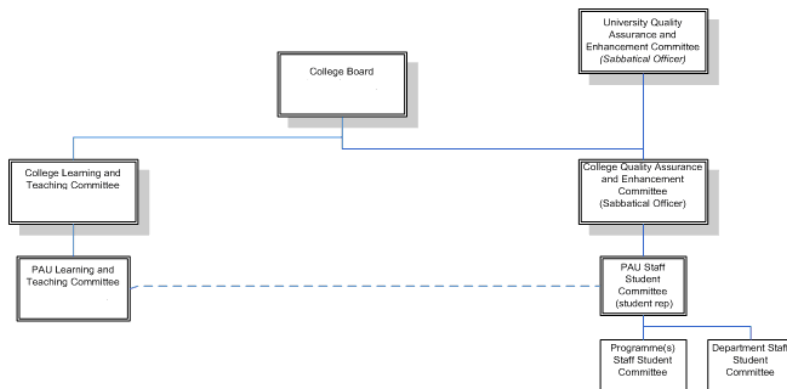 University Quality
Assurance and
Enhancement Committee
(Sabbatical Officer)
College Board
College Learning and
Teaching Committee
College Quality Assurance
and Enhancement
Committee
(Sabbatical Officer)
PAU Learning and
Teaching Committee
PAU Staff
Student
Committee
(student rep)
Programme(s)
Staff Student
Committee
Department Staff
Student
Committee